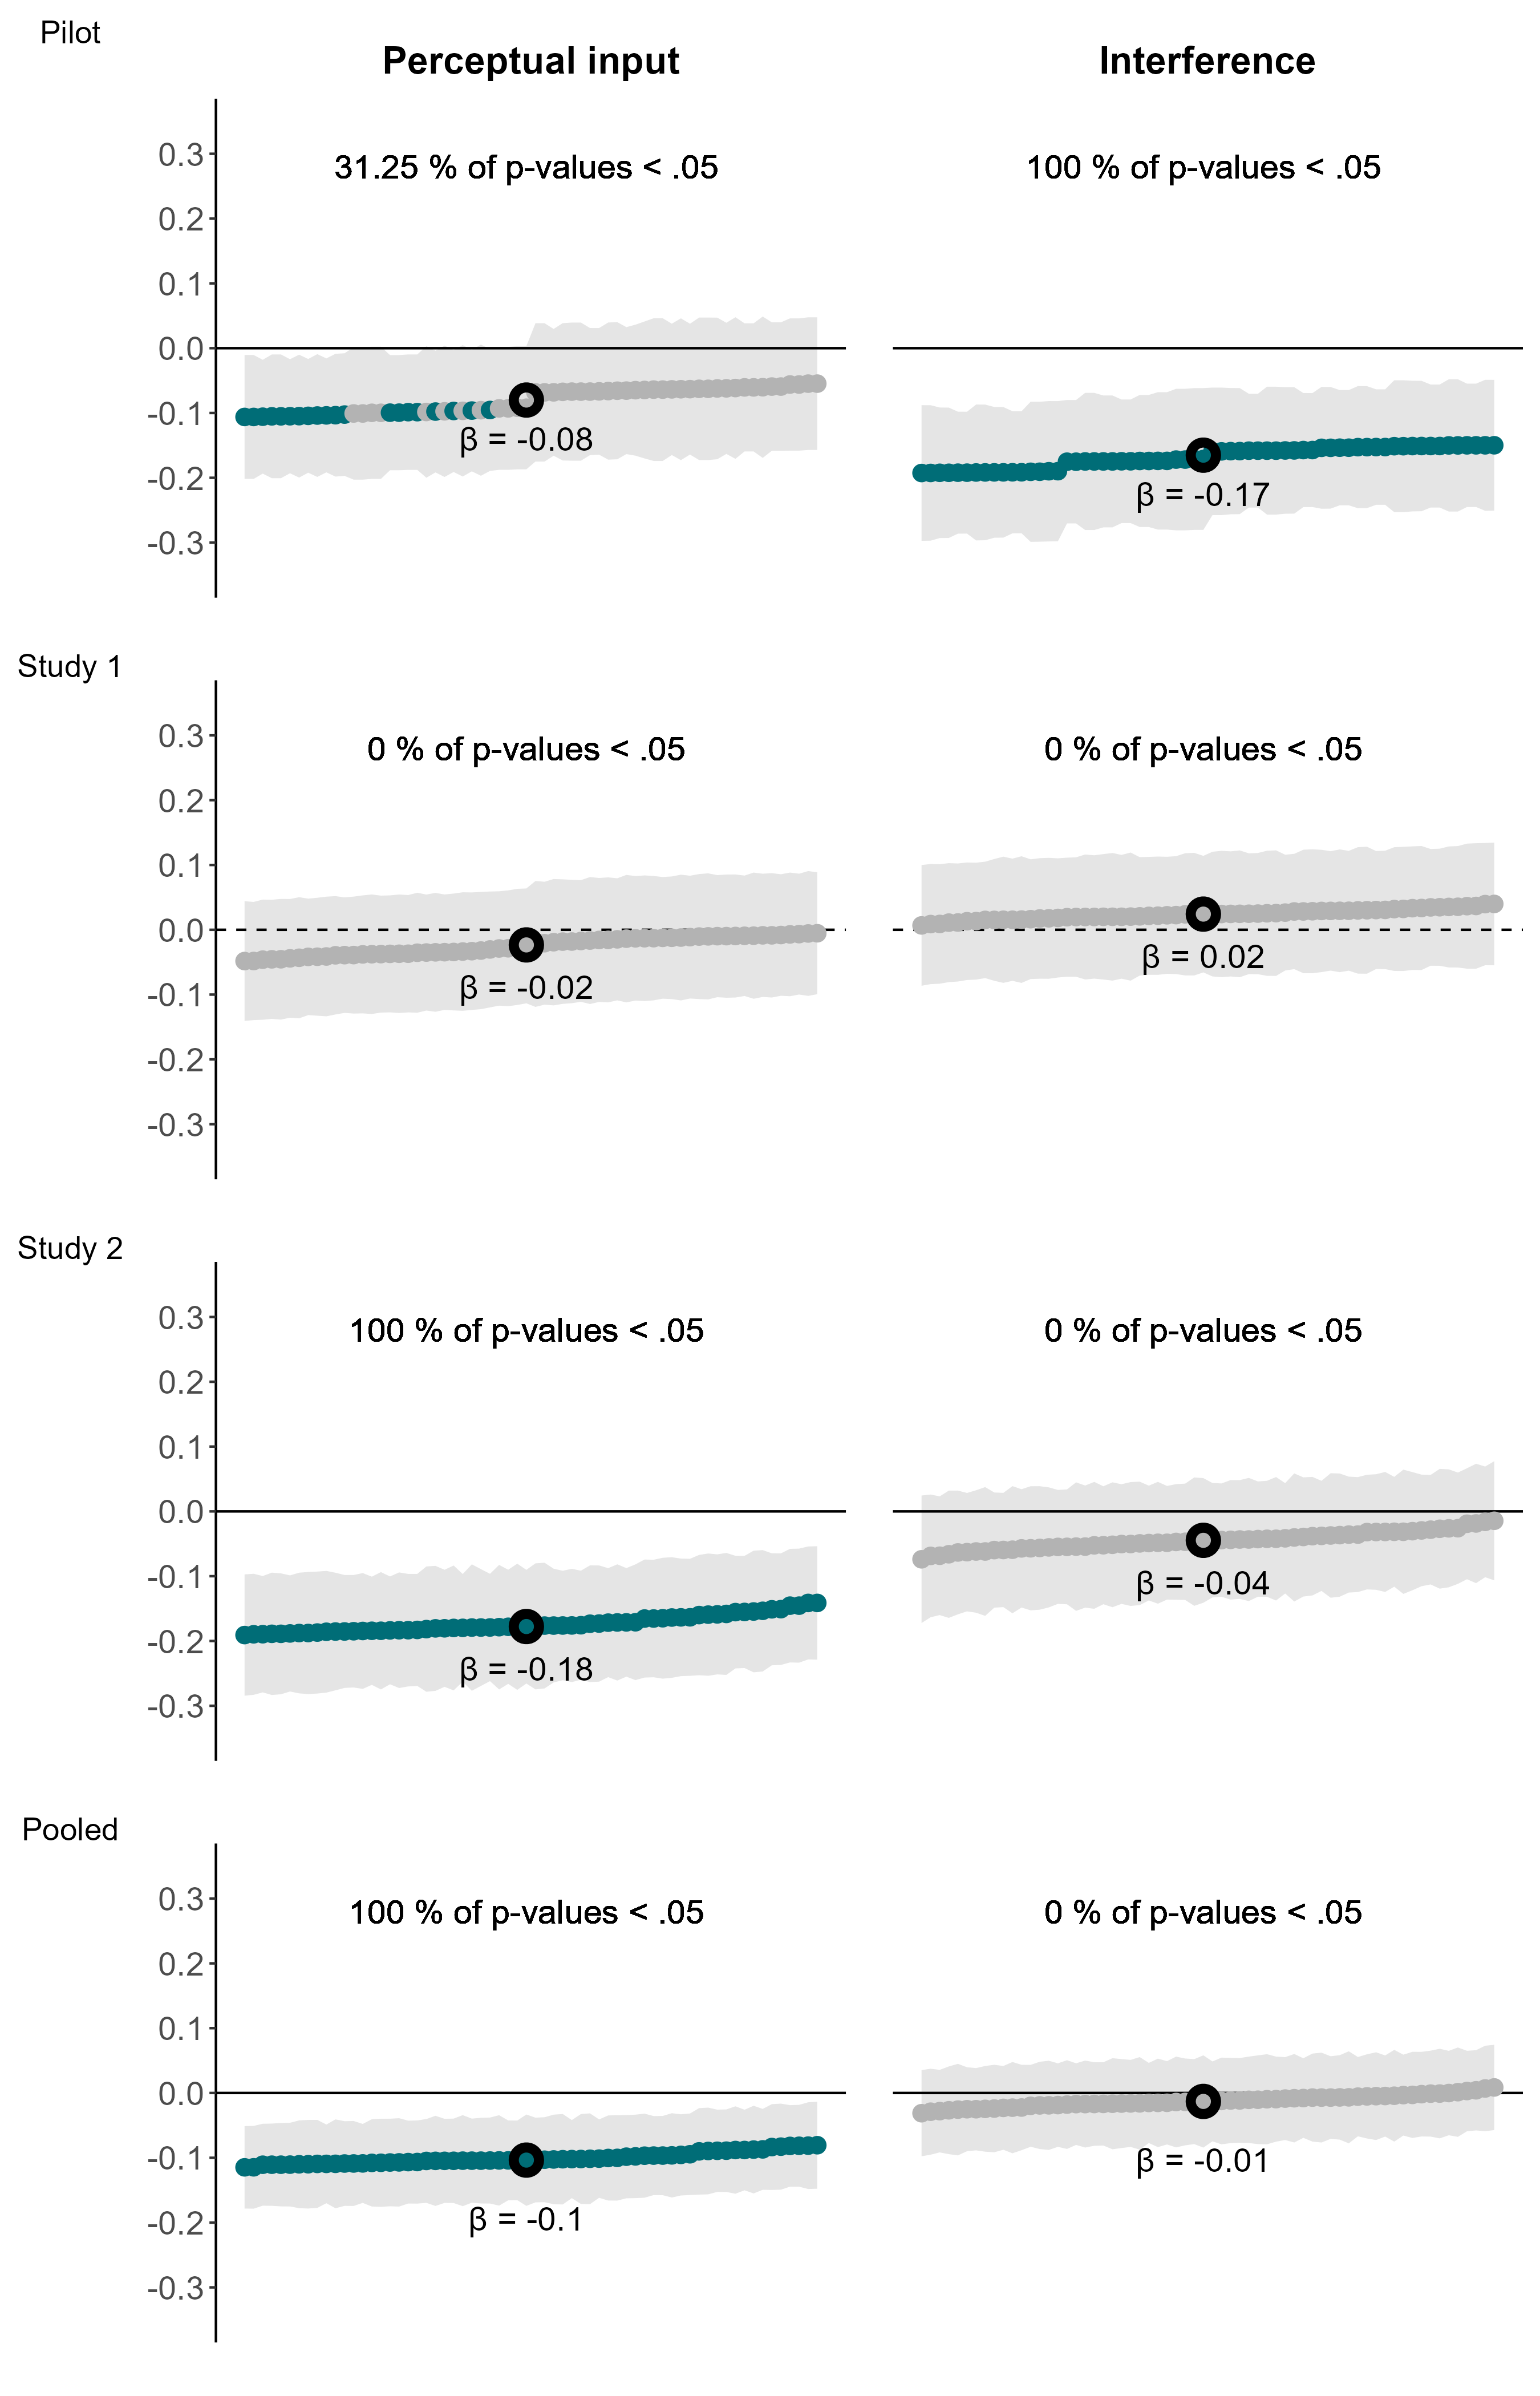 Pilot
Perceptual input
Interference
31.25 % of p-values < .05
100 % of p-values < .05
0.3
0.2
0.1
0.0
-0.1
-0.2
-0.3
β = -0.08
β = -0.17
Study 1
0 % of p-values < .05
0 % of p-values < .05
0.3
0.2
0.1
0.0
-0.1
-0.2
-0.3
β = -0.02
β = 0.02
Study 2
100 % of p-values < .05
0 % of p-values < .05
0.3
0.2
0.1
0.0
-0.1
-0.2
-0.3
β = -0.18
β = -0.04
Pooled
100 % of p-values < .05
0 % of p-values < .05
0.3
0.2
0.1
0.0
-0.1
-0.2
-0.3
β = -0.1
β = -0.01